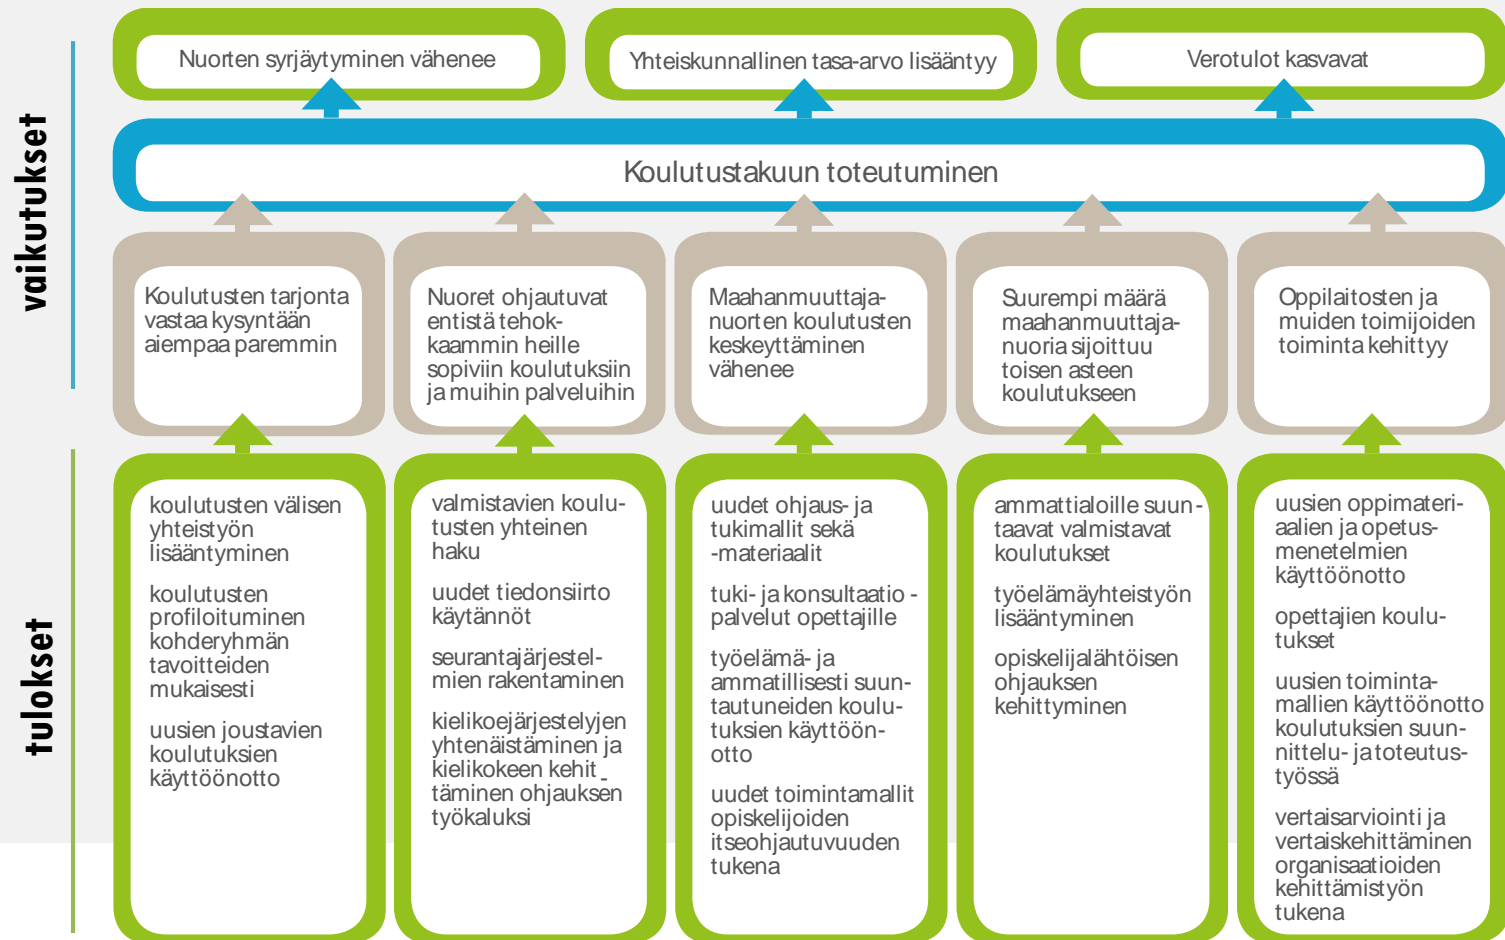 vaikutukset
Nuorten syrjäytyminen vähenee
Yhteiskunnallinen tasa-arvo lisääntyy
Verotulot kasvavat
Koulutustakuun toteutuminen
Koulutusten tarjonta
vastaa kysyntään
aiempaa paremmin
Nuoret ohjautuvat
entistä tehok-
kaammin heille
sopiviin koulutuksiin
ja muihin palveluihin
Maahanmuuttaja-
nuorten koulutusten
keskeyttäminen
vähenee
Suurempi määrä
maahanmuuttaja-
nuoria sijoittuu
toisen asteen
koulutukseen
Oppilaitosten ja
muiden toimijoiden
toiminta kehittyy
tulokset
koulutusten välisen
yhteistyön
lisääntyminen
koulutusten
profiloituminen
kohderyhmän
tavoitteiden
mukaisesti
uusien joustavien
koulutuksien
käyttöönotto
valmistavien koulu-
tusten yhteinen
haku
uudet tiedonsiirto
käytännöt
seurantajärjestel-
mien rakentaminen
kielikoejärjestelyjen
yhtenäistäminen ja
kielikokeen kehit-
täminen ohjauksen
työkaluksi
uudet ohjaus- ja
tukimallit sekä
-materiaalit
tuki- ja konsultaatio-
palvelut opettajille
työelämä- ja
ammatillisesti suun-
tautuneiden koulu-
tuksien käyttöön-
otto
uudet toimintamallit
opiskelijoiden
itseohjautuvuuden
tukena
ammattialoille suun-
taavat valmistavat
koulutukset
työelämäyhteistyön
lisääntyminen
opiskelijalähtöisen
ohjauksen
kehittyminen
uusien oppimateri-
aalien ja opetus-
menetelmien
käyttöönotto
opettajien koulu-
tukset
uusien toiminta-
mallien käyttöönotto
koulutuksien suun-
nittelu- ja toteutus-
työssä
vertaisarviointi ja
vertaiskehittäminen
organisaatioiden
kehittämistyön
tukena